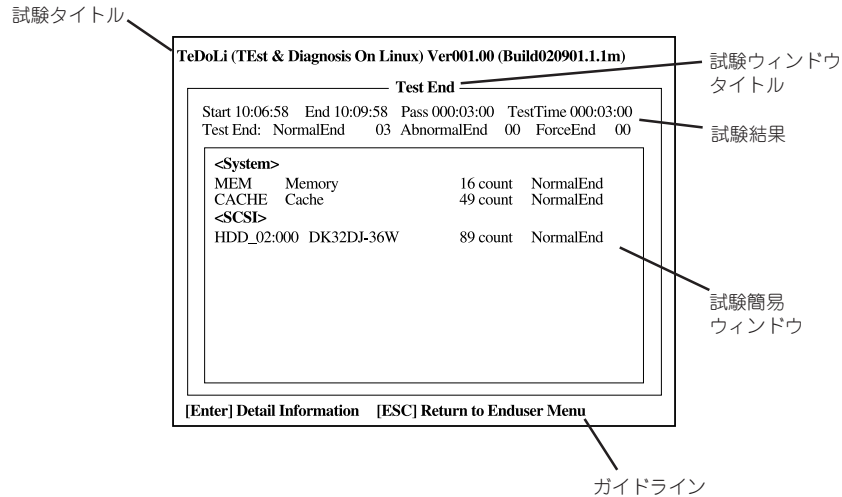 試験タイトル
TeDoLi (TEst & Diagnosis On Linux) Ver001.00 (Build020901.1.1m)
試験ウィンドウ
タイトル
Test End
Start 10:06:58 End 10:09:58 Pass 000:03:00 TestTime 000:03:00
Test End: NormalEnd 03 AbnormalEnd 00 ForceEnd 00
試験結果
<System>
MEM Memory 16 count NormalEnd
CACHE Cache 49 count NormalEnd
<SCSI>
HDD_02:000 DK32DJ-36W 89 count NormalEnd
試験簡易
ウィンドウ
[Enter] Detail Information [ESC] Return to Enduser Menu
ガイドライン